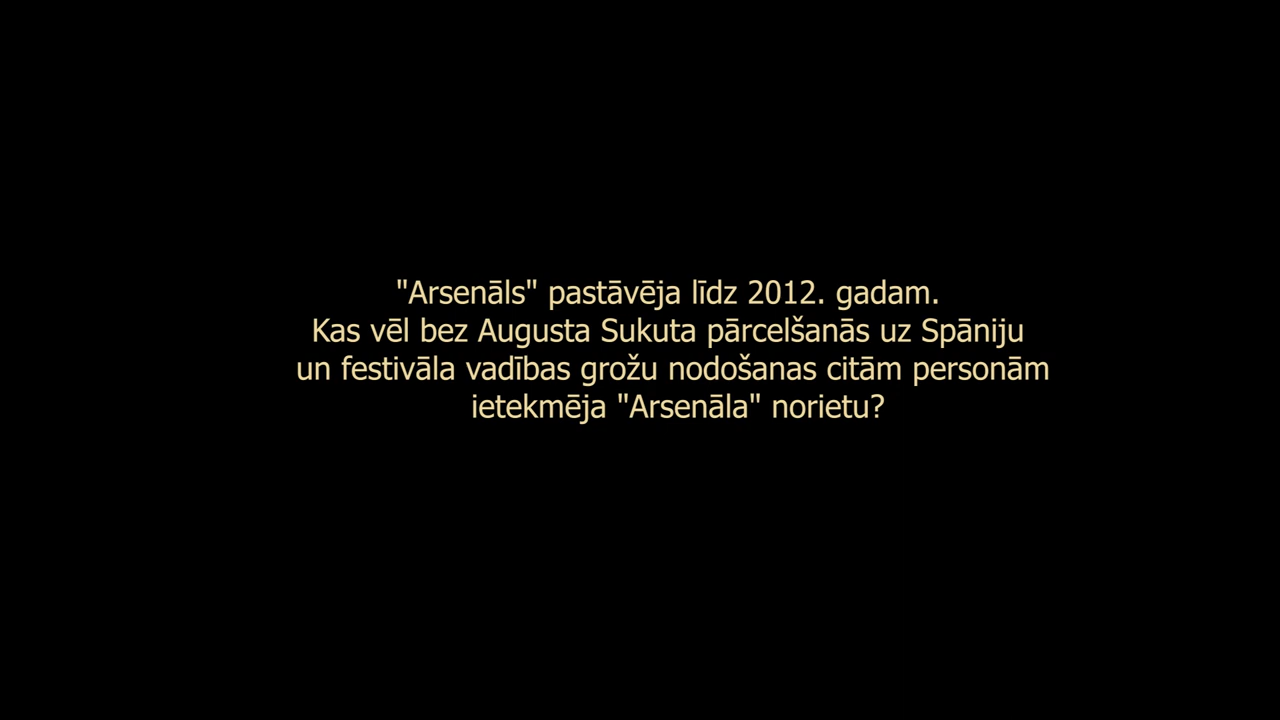 "Arsenāls" pastāvēja līdz 2012. gadam.
Kas vēl bez Augusta Sukuta pārcelšanās uz Spāniju
un festivāla vadības grožu nodošanas citām personām
ietekmēja "Arsenāla" norietu?